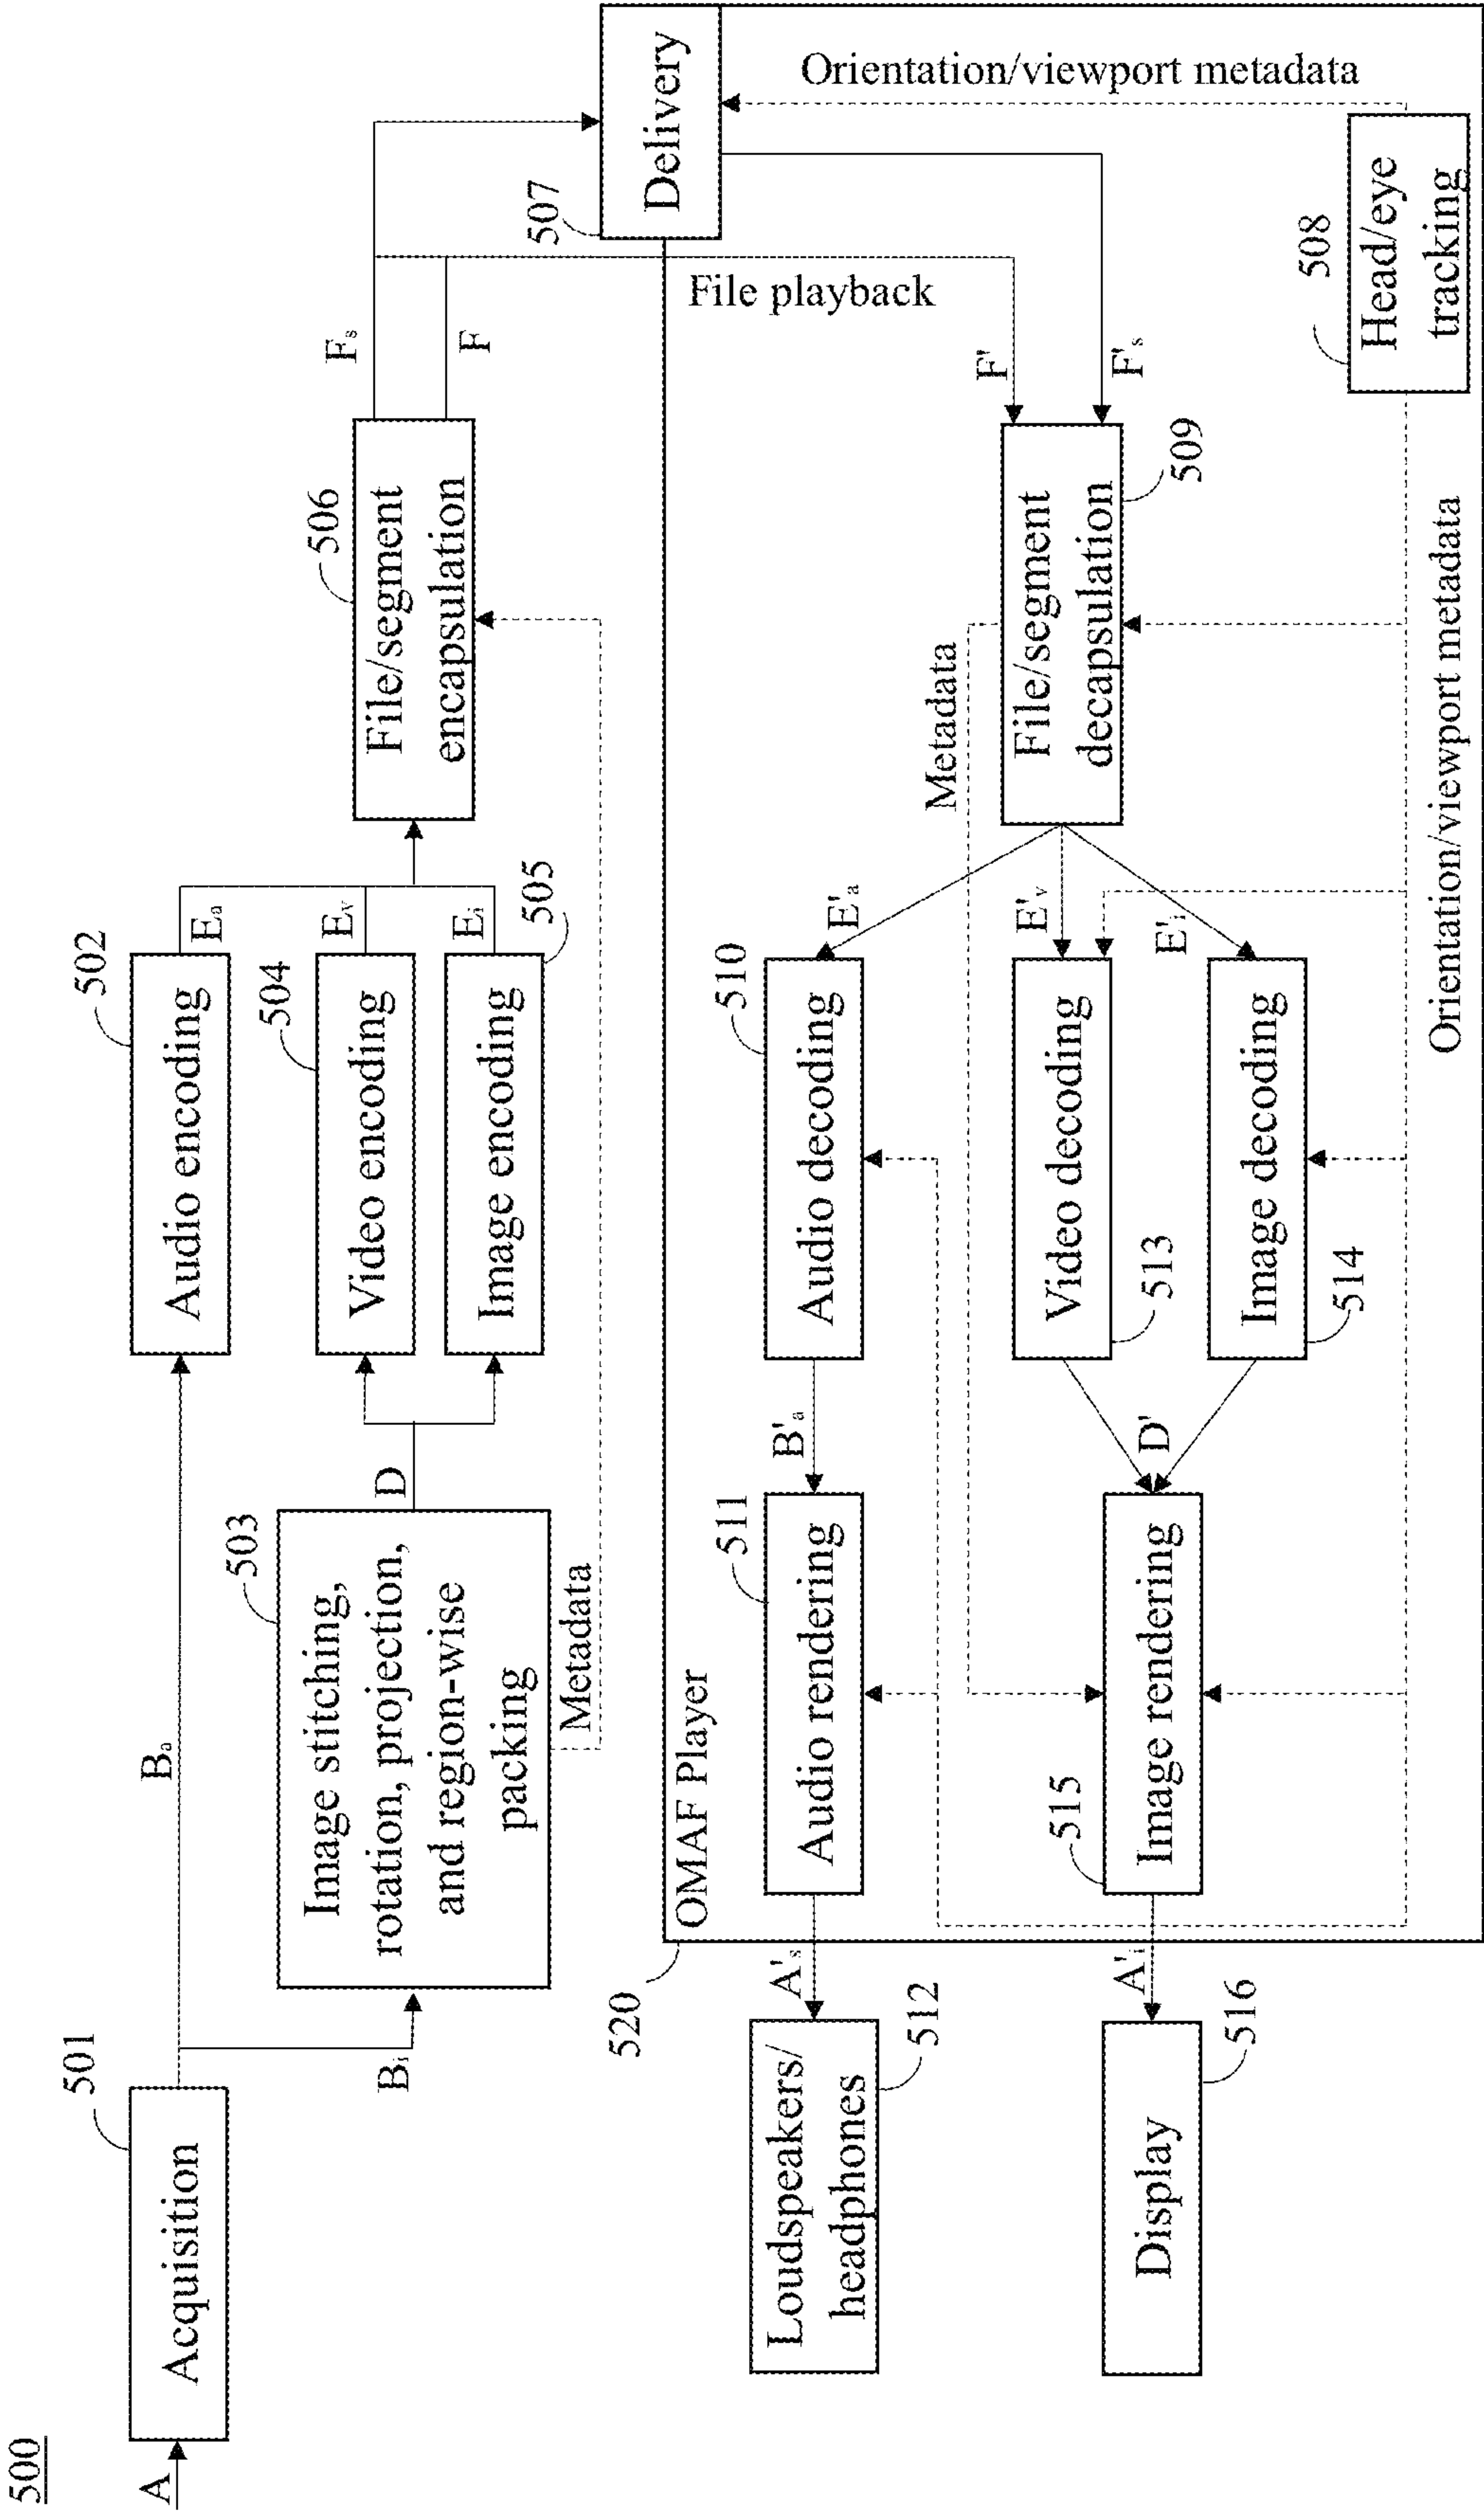 500
A
501
Acquisition
Ba
Bi
503
Image stitching,
rotation, projection,
and region-wise
packing
D
Metadata
502
Audio encoding
504
Video encoding
Image encoding
505
Ea
Ev
Ei
506
File/segment
encapsulation
Fs
F
507
Delivery
File playback
Orientation/viewport metadata
520
OMAF Player
Loudspeakers/
headphones
512
A's
511
Audio rendering
B'a
510
Audio decoding
E'a
Metadata
F'
F's
File/segment
decapsulation
509
508
Head/eye
tracking
Display
516
A'i
515
Image rendering
D'
Video decoding
513
E'v
Image decoding
514
E'i
Orientation/viewport metadata